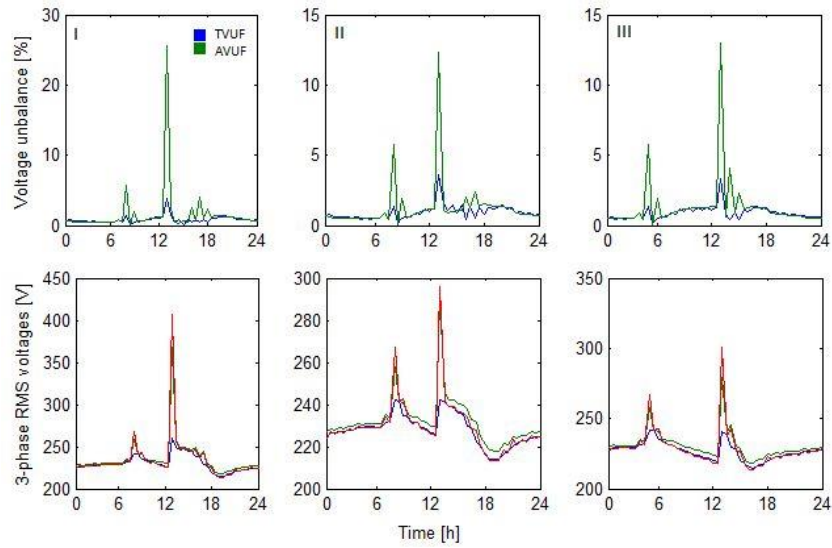 Voltage unbalance [%]
I
TVUF
AVUF
30
20
10
0
0 6 12 18 24
II
15
10
5
0
0 6 12 18 24
III
15
10
5
0
0 6 12 18 24
3-phase RMS voltages [V]
450
400
350
300
250
200
0 6 12 18 24
300
280
260
240
220
200
0 6 12 18 24
350
300
250
200
0 6 12 18 24
Time [h]